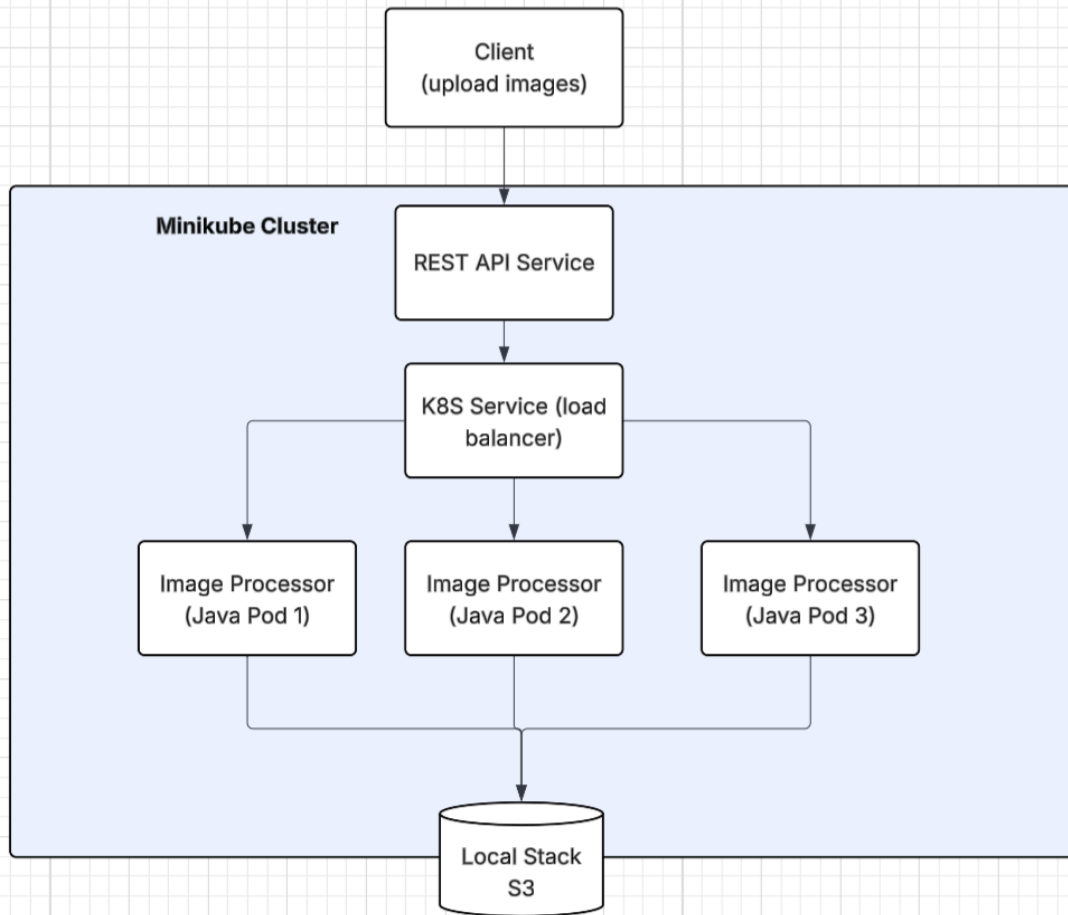 Client
(upload images)
Minikube Cluster
REST API Service
K8S Service (load
balancer)
Image Processor
(Java Pod 1)
Image Processor
(Java Pod 2)
Image Processor
(Java Pod 3)
Local Stack
S3